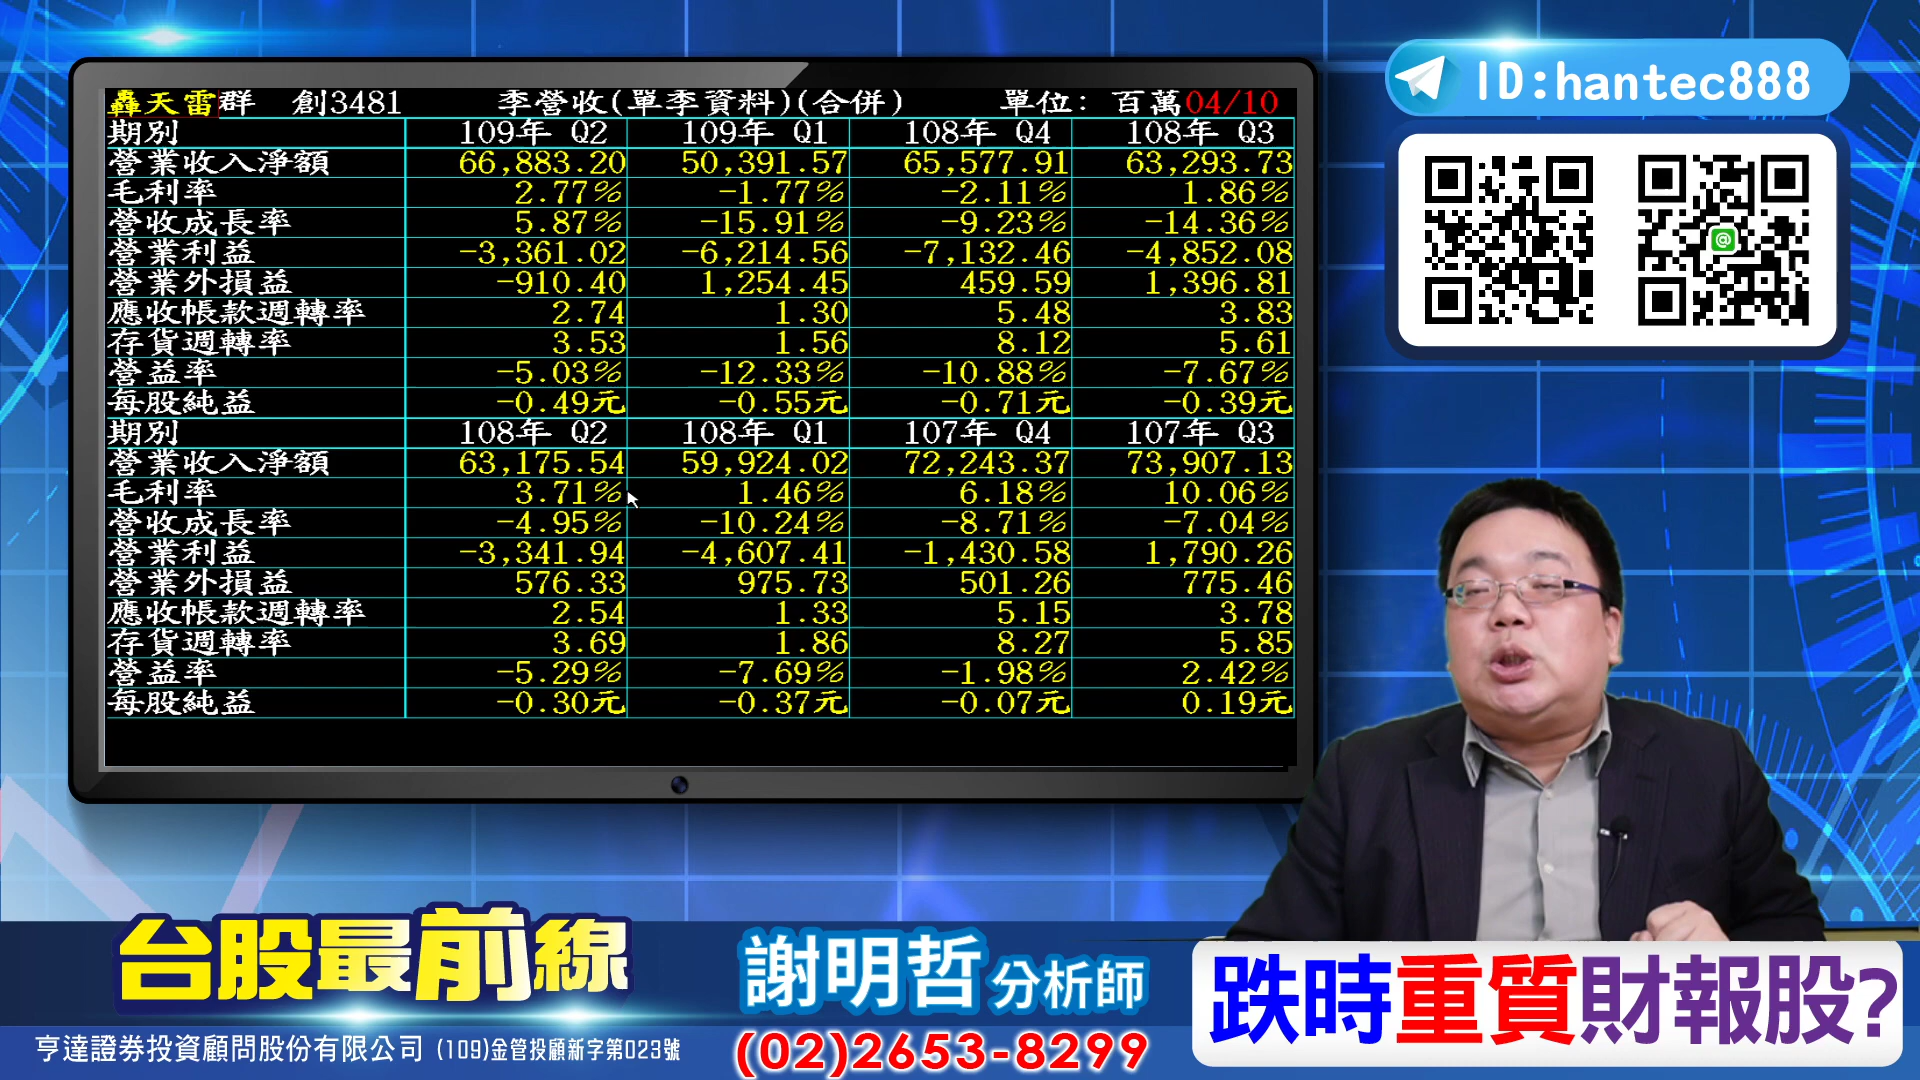 轟天雷群 創3481 季營收(單季資料)(合併) 單位: 百萬04/10
期別 109年 Q2 109年 Q1 108年 Q4 108年 Q3
營業收入淨額 66,883.20 50,391.57 65,577.91 63,293.73
毛利率 2.77% -1.77% -2.11% 1.86%
營收成長率 5.87% -15.91% -9.23% -14.36%
營業利益 -3,361.02 -6,214.56 -7,132.46 -4,852.08
營業外損益 -910.40 1,254.45 459.59 1,396.81
應收帳款週轉率 2.74 1.30 5.48 3.83
存貨週轉率 3.53 1.56 8.12 5.61
營益率 -5.03% -12.33% -10.88% -7.67%
每股純益 -0.49元 -0.55元 -0.71元 -0.39元
期別 108年 Q2 108年 Q1 107年 Q4 107年 Q3
營業收入淨額 63,175.54 59,924.02 72,243.37 73,907.13
毛利率 3.71% 1.46% 6.18% 10.06%
營收成長率 -4.95% -10.24% -8.71% -7.04%
營業利益 -3,341.94 -4,607.41 -1,430.58 1,790.26
營業外損益 576.33 975.73 501.26 775.46
應收帳款週轉率 2.54 1.33 5.15 3.78
存貨週轉率 3.69 1.86 8.27 5.85
營益率 -5.29% -7.69% -1.98% 2.42%
每股純益 -0.30元 -0.37元 -0.07元 0.19元
ID:hantec888
台股最前線
亨達證券投資顧問股份有限公司 (109)金管投顧新字第023號
謝明哲 分析師
(02)2653-8299
跌時重質財報股?